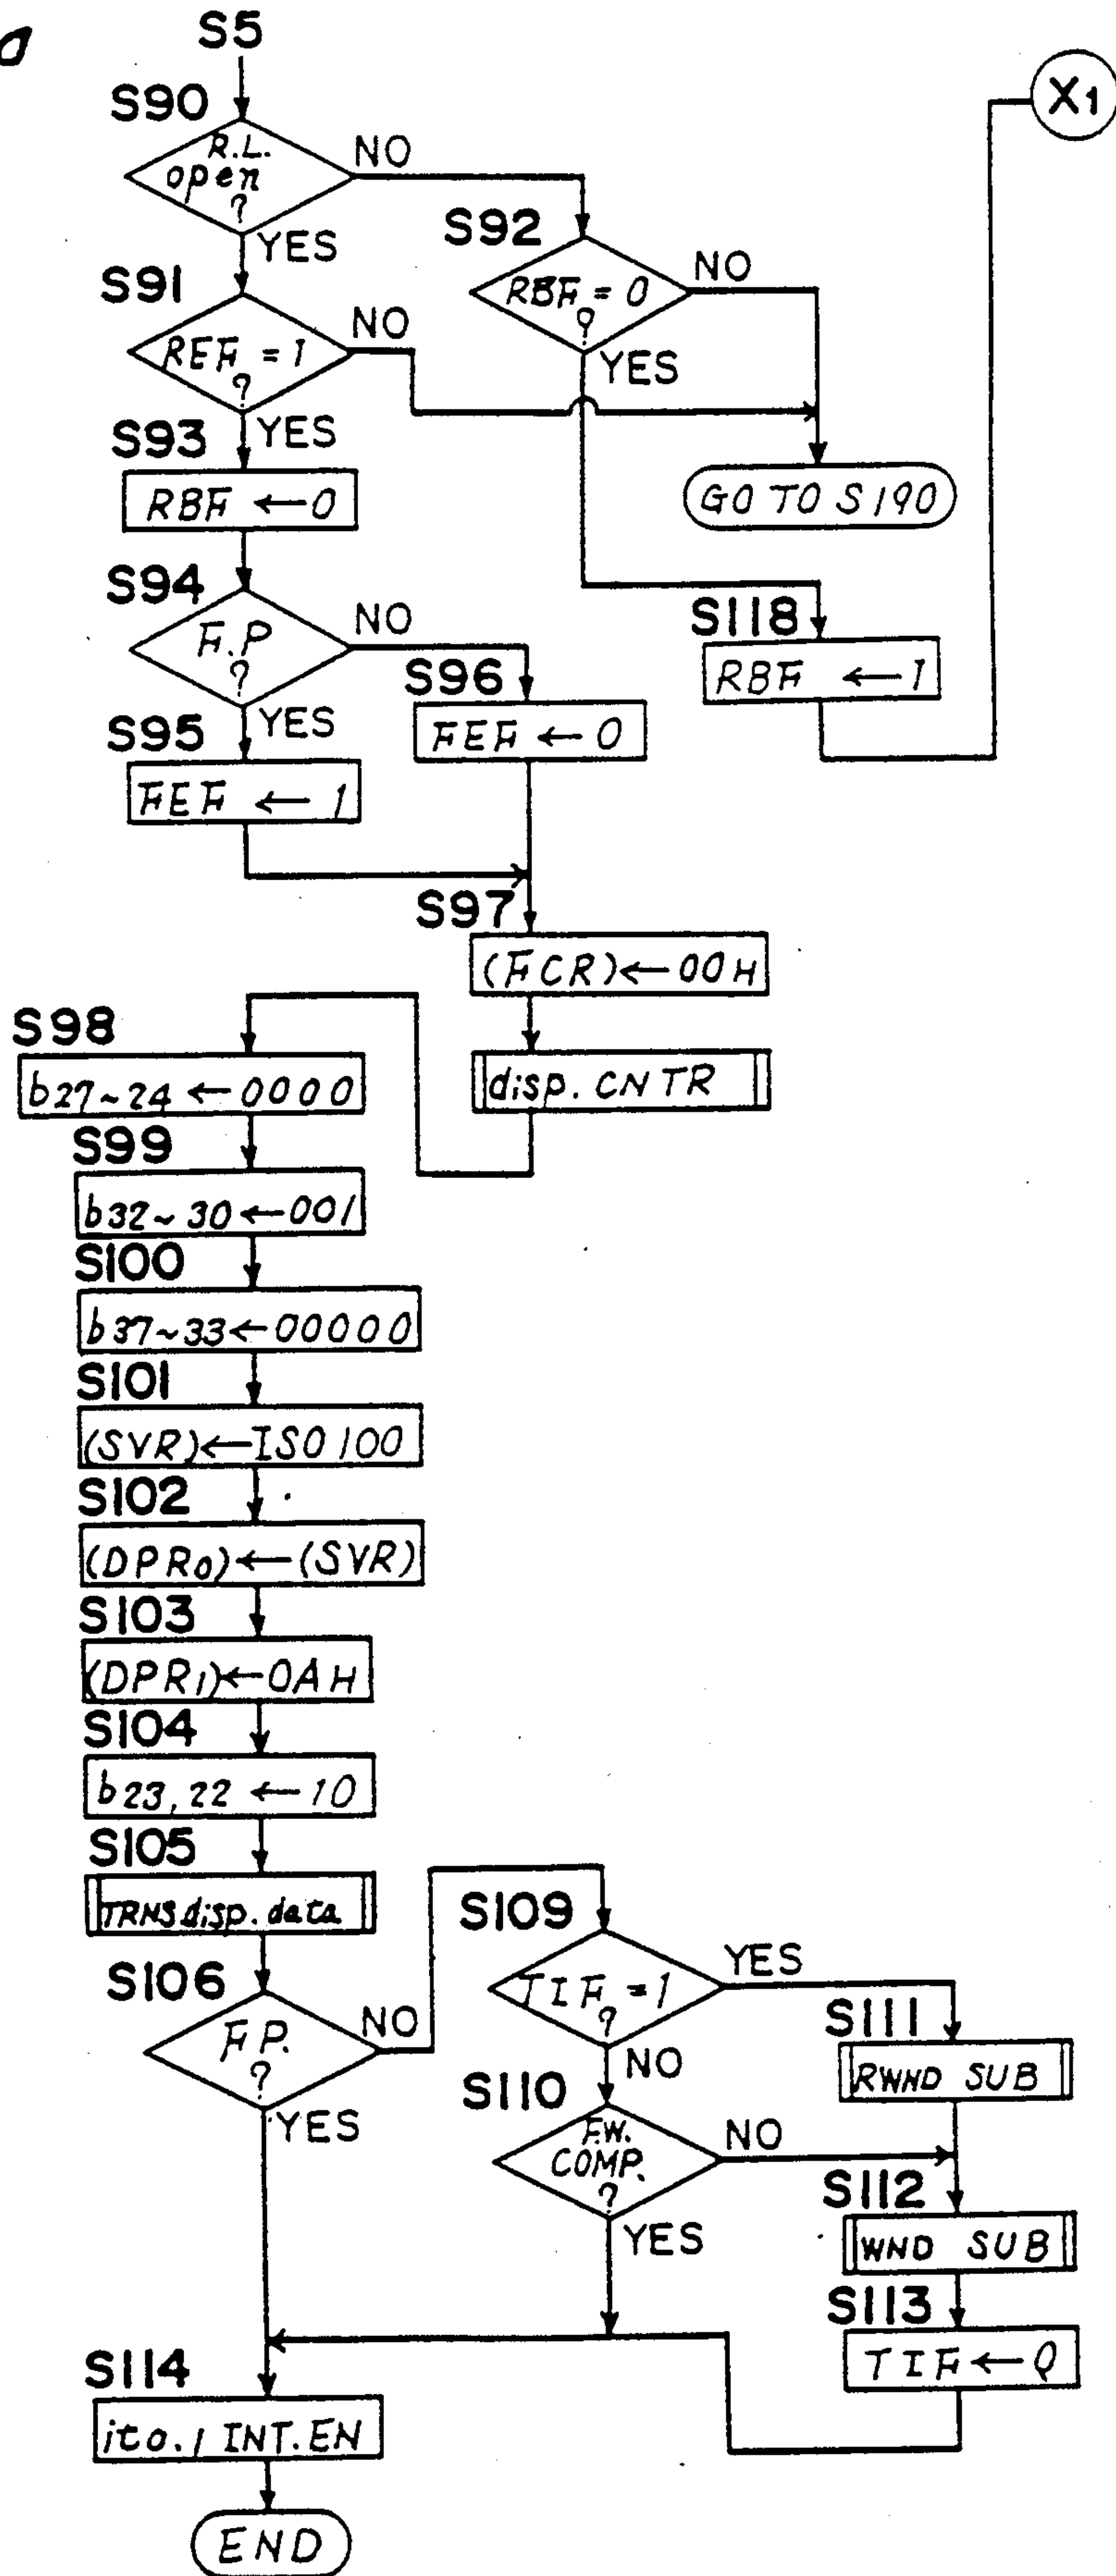 S5
X1
S90
R.L.
open
?
NO
YES
S92
RBF = 0
?
NO
YES
S91
REF = 1
?
NO
YES
GO TO S190
S93
RBF ← 0
S94
F.P
?
NO
YES
S118
RBF ← 1
S96
FEF ← 0
S95
FEF ← 1
S97
(FCR) ← 00H
disp. CNTR
S98
b27~24 ← 0000
S99
b32~30 ← 001
S100
b37~33 ← 00000
S101
(SVR) ← ISO 100
S102
(DPR0) ← (SVR)
S103
(DPR1) ← 0AH
S104
b23,22 ← 10
S105
TRNS disp. data
S106
F.P.
?
NO
YES
S109
TIF = 1
?
YES
NO
S111
RWND SUB
S110
F.W.
COMP.
?
NO
YES
S112
WND SUB
S113
TIF ← 0
S114
ito.1 INT.EN
END